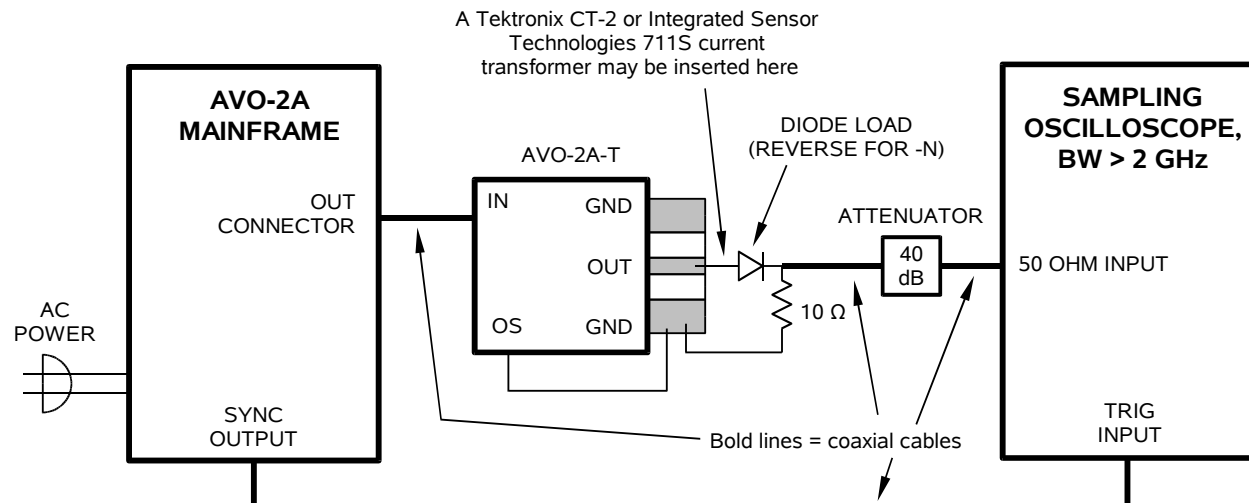 A Tektronix CT-2 or Integrated Sensor
Technologies 711S current
transformer may be inserted here
AVO-2A
MAINFRAME
SAMPLING
OSCILLOSCOPE,
BW > 2 GHz
DIODE LOAD
(REVERSE FOR -N)
AVO-2A-T
OUT
CONNECTOR
IN
GND
ATTENUATOR
OUT
40
dB
50 OHM INPUT
AC
POWER
OS
GND
10 Ω
SYNC
OUTPUT
Bold lines = coaxial cables
TRIG
INPUT